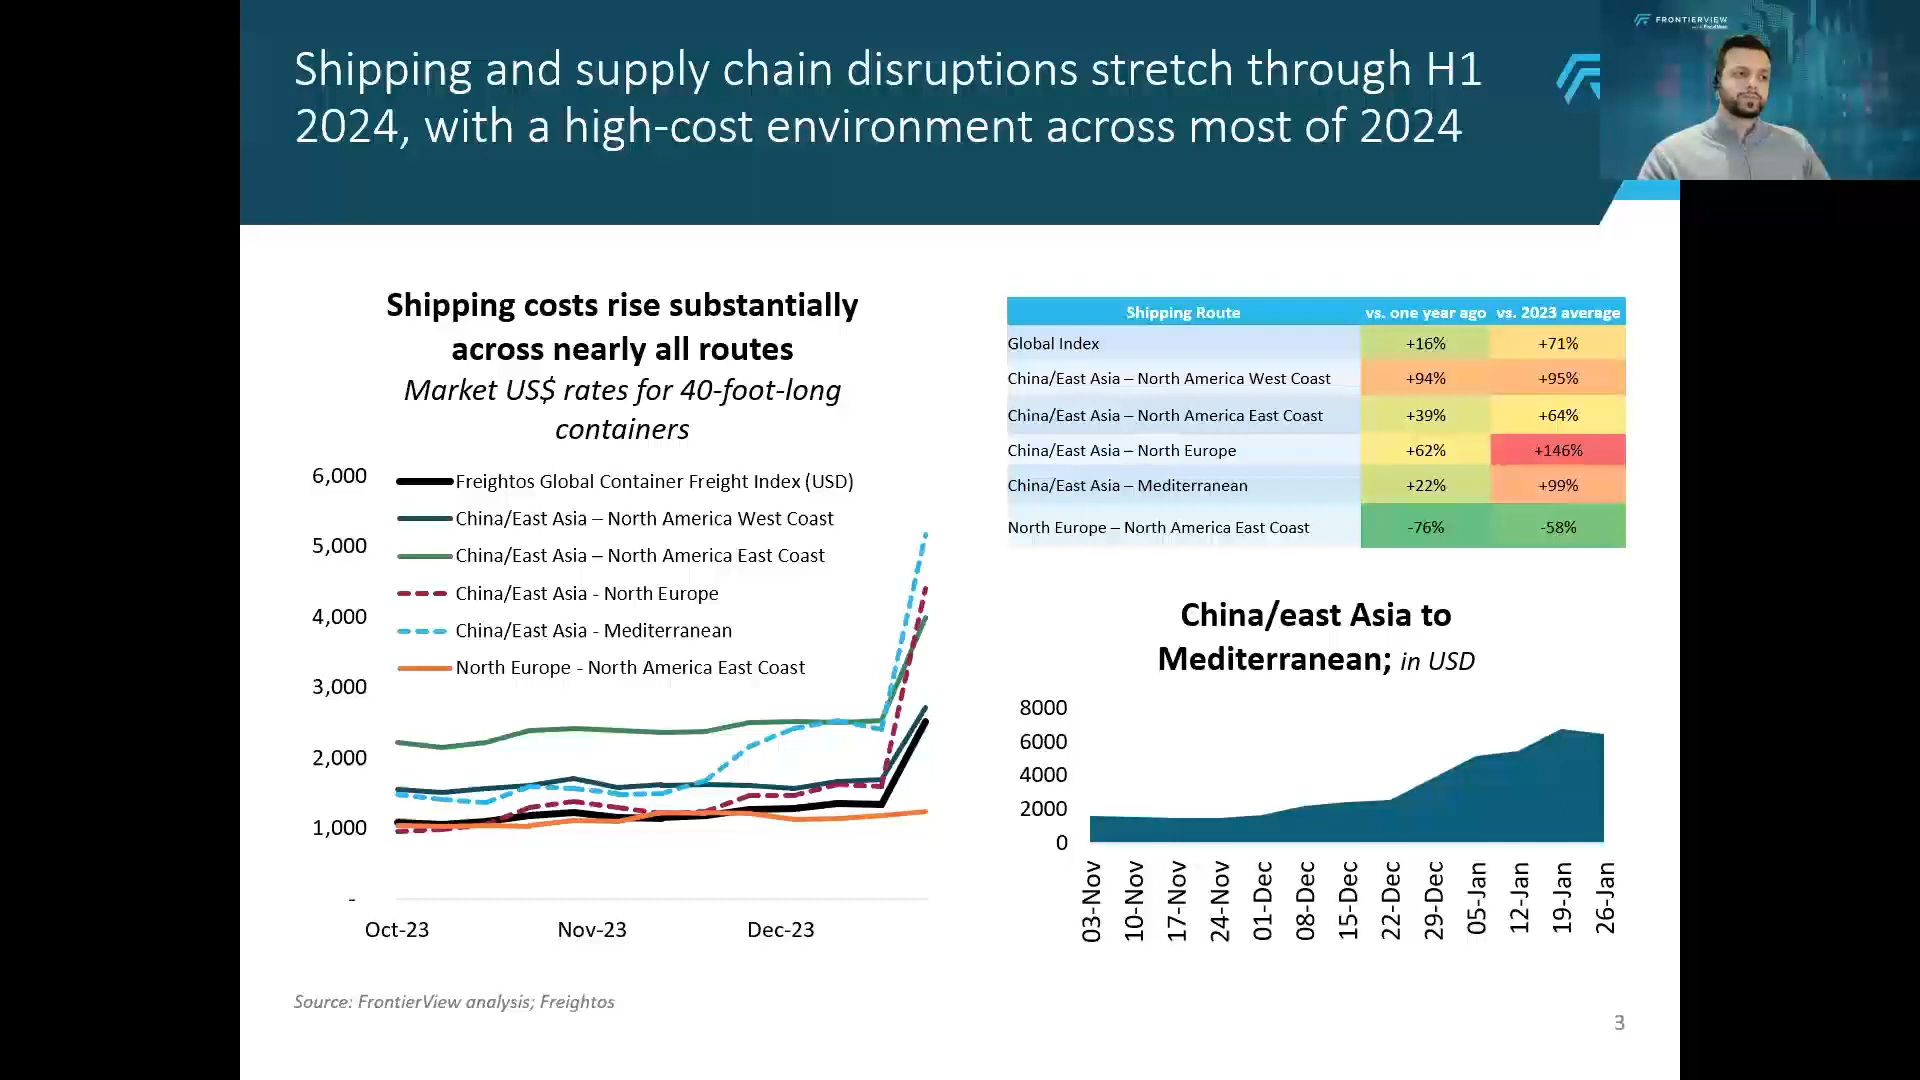 Shipping and supply chain disruptions stretch through H1
2024, with a high-cost environment across most of 2024
FRONTIERVIEW
Shipping costs rise substantially
across nearly all routes
Market US$ rates for 40-foot-long
containers
6,000
5,000
4,000
3,000
2,000
1,000
-
Freightos Global Container Freight Index (USD)
China/East Asia – North America West Coast
China/East Asia – North America East Coast
China/East Asia - North Europe
China/East Asia - Mediterranean
North Europe - North America East Coast
Oct-23 Nov-23 Dec-23
Shipping Route vs. one year ago vs. 2023 average
Global Index +16% +71%
China/East Asia – North America West Coast +94% +95%
China/East Asia – North America East Coast +39% +64%
China/East Asia – North Europe +62% +146%
China/East Asia – Mediterranean +22% +99%
North Europe – North America East Coast -76% -58%
China/east Asia to
Mediterranean; in USD
8000
6000
4000
2000
0
03-Nov 10-Nov 17-Nov 24-Nov 01-Dec 08-Dec 15-Dec 22-Dec 29-Dec 05-Jan 12-Jan 19-Jan 26-Jan
Source: FrontierView analysis; Freightos
3